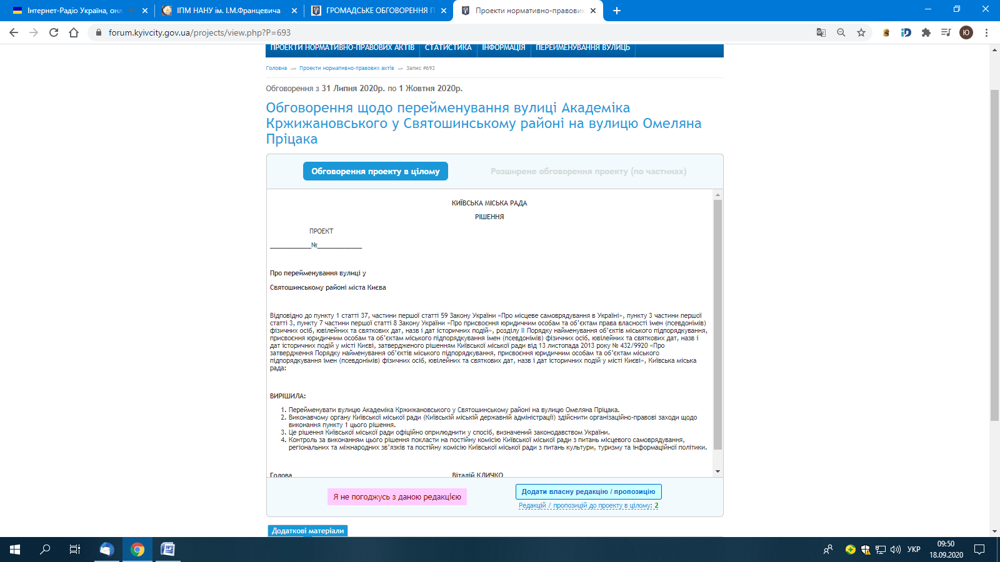 Інтернет-Радіо Україна, онл
ІПМ НАНУ ім. І.М.Францевича
ГРОМАДСЬКЕ ОБГОВОРЕННЯ П
Проекти нормативно-правових
forum.kyivcity.gov.ua/projects/view.php?P=693
Ю
ПРОЕКТИ НОРМАТИВНО-ПРАВОВИХ АКТІВ
СТАТИСТИКА
ІНФОРМАЦІЯ
ПЕРЕЙМЕНУВАННЯ ВУЛИЦЬ
Головна → Проекти нормативно-правових актів → Запис #693
Обговорення з 31 Липня 2020р. по 1 Жовтня 2020р.
Обговорення щодо перейменування вулиці Академіка
Кржижановського у Святошинському районі на вулицю Омеляна
Пріцака
Обговорення проекту в цілому
Розширене обговорення проекту (по частинах)
КИЇВСЬКА МІСЬКА РАДА
РІШЕННЯ
ПРОЕКТ
____________№_____________
Про перейменування вулиці у
Святошинському районі міста Києва
Відповідно до пункту 1 статті 37, частини першої статті 59 Закону України «Про місцеве самоврядування в Україні», пункту 3 частини першої
статті 3, пункту 7 частини першої статті 8 Закону України «Про присвоєння юридичним особам та об’єктам права власності імен (псевдонімів)
фізичних осіб, ювілейних та святкових дат, назв і дат історичних подій», розділу ІІ Порядку найменування об’єктів міського підпорядкування,
присвоєння юридичним особам та об’єктам міського підпорядкування імен (псевдонімів) фізичних осіб, ювілейних та святкових дат, назв і
дат історичних подій у місті Києві, затвердженого рішенням Київської міської ради від 13 листопада 2013 року № 432/9920 «Про
затвердження Порядку найменування об’єктів міського підпорядкування, присвоєння юридичним особам та об’єктам міського
підпорядкування імен (псевдонімів) фізичних осіб, ювілейних та святкових дат, назв і дат історичних подій у місті Києві», Київська міська
рада:
ВИРІШИЛА:
1. Перейменувати вулицю Академіка Кржижановського у Святошинському районі на вулицю Омеляна Пріцака.
2. Виконавчому органу Київської міської ради (Київській міській державній адміністрації) здійснити організаційно-правові заходи щодо
виконання пункту 1 цього рішення.
3. Це рішення Київської міської ради офіційно оприлюднити у спосіб, визначений законодавством України.
4. Контроль за виконанням цього рішення покласти на постійну комісію Київської міської ради з питань місцевого самоврядування,
регіональних та міжнародних зв’язків та постійну комісію Київської міської ради з питань культури, туризму та інформаційної політики.
Голова Віталій КЛИЧКО
Я не погоджусь з даною редакцією
Додати власну редакцію / пропозицію
Редакцій / пропозицій до проекту в цілому: 2
Додаткові матеріали
УКР
09:50
18.09.2020